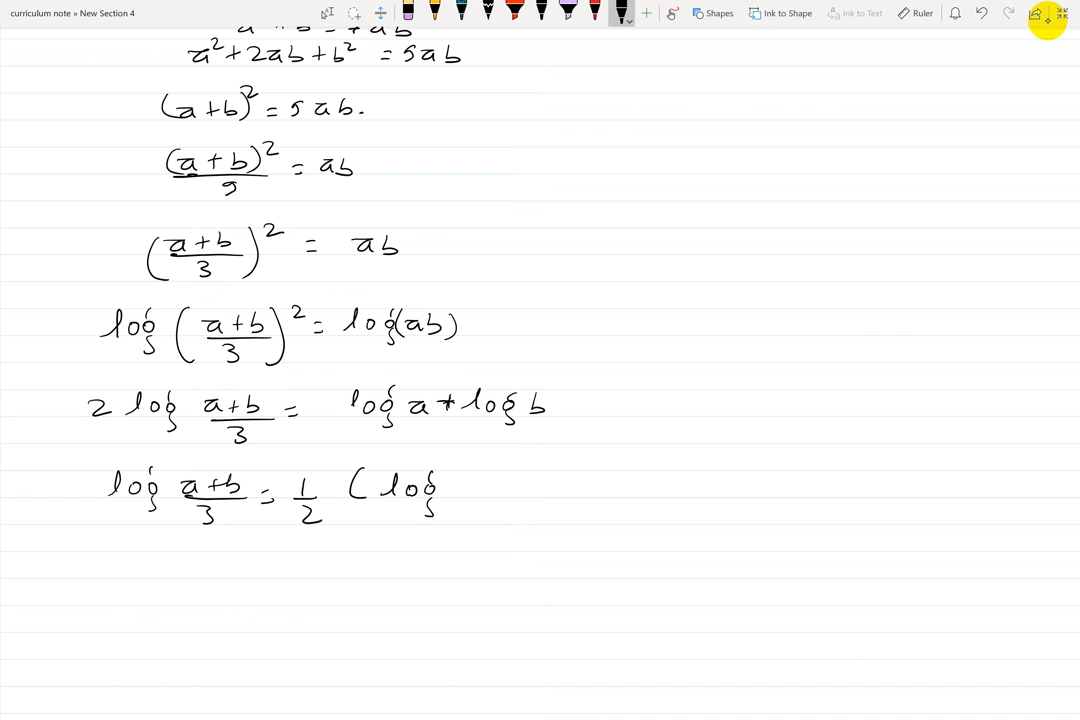 curriculum note » New Section 4 Shapes Ink to Shape Ink to Text Ruler
a² + 2ab + b² = 9ab
(a+b)² = 9ab.
(a+b)²/9 = ab
((a+b)/3)² = ab
log ((a+b)/3)² = log(ab)
2 log (a+b)/3 = log a + log b
log (a+b)/3 = 1/2 ( log